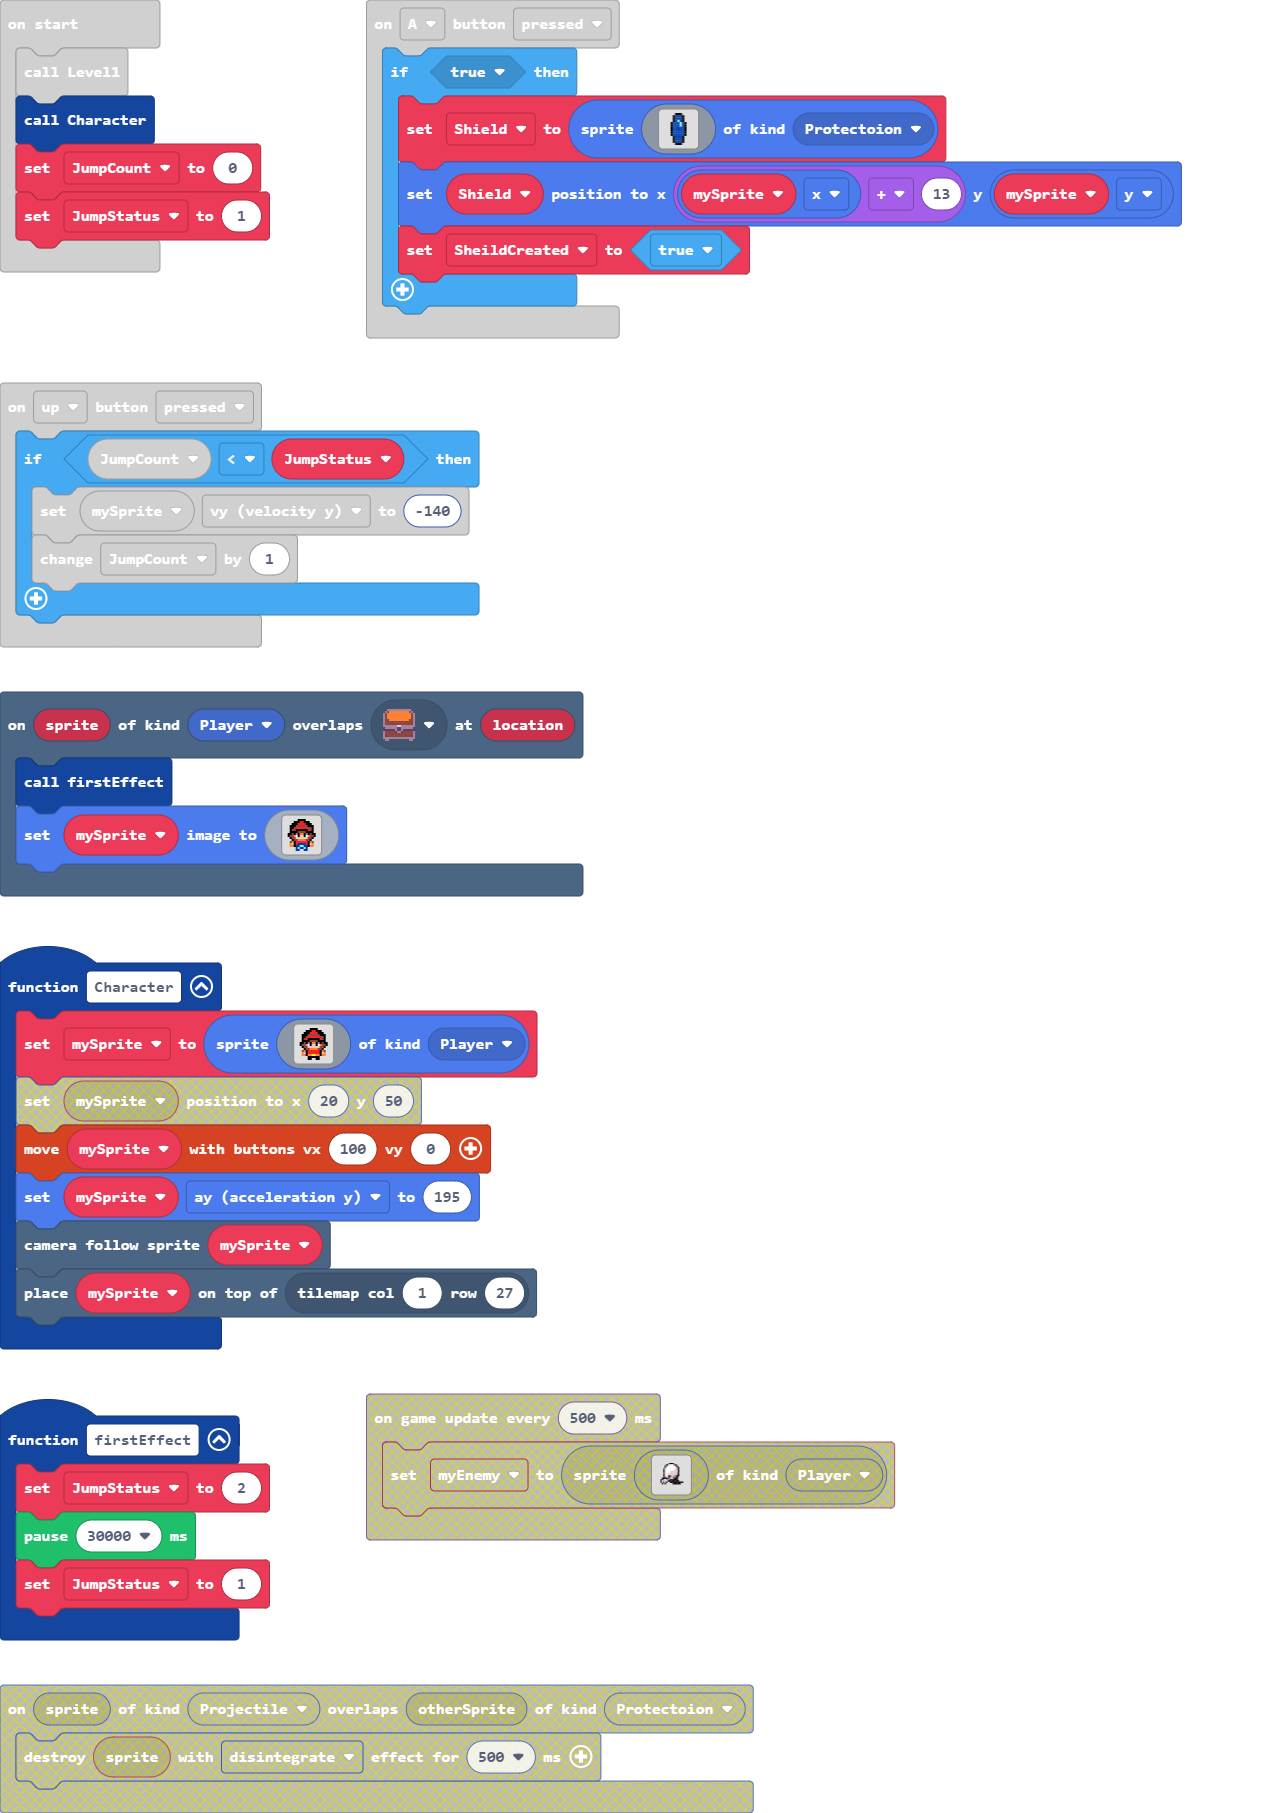 on start
call Level1
call Character
set JumpCount to 0
set JumpStatus to 1
on A button pressed
if true then
set Shield to sprite of kind Protectoion
set Shield position to x mySprite x + 13 y mySprite y
set SheildCreated to true
on up button pressed
if JumpCount < JumpStatus then
set mySprite vy (velocity y) to -140
change JumpCount by 1
on sprite of kind Player overlaps at location
call firstEffect
set mySprite image to
function Character
set mySprite to sprite of kind Player
set mySprite position to x 20 y 50
move mySprite with buttons vx 100 vy 0
set mySprite ay (acceleration y) to 195
camera follow sprite mySprite
place mySprite on top of tilemap col 1 row 27
function firstEffect
set JumpStatus to 2
pause 30000 ms
set JumpStatus to 1
on game update every 500 ms
set myEnemy to sprite of kind Player
on sprite of kind Projectile overlaps otherSprite of kind Protectoion
destroy sprite with disintegrate effect for 500 ms